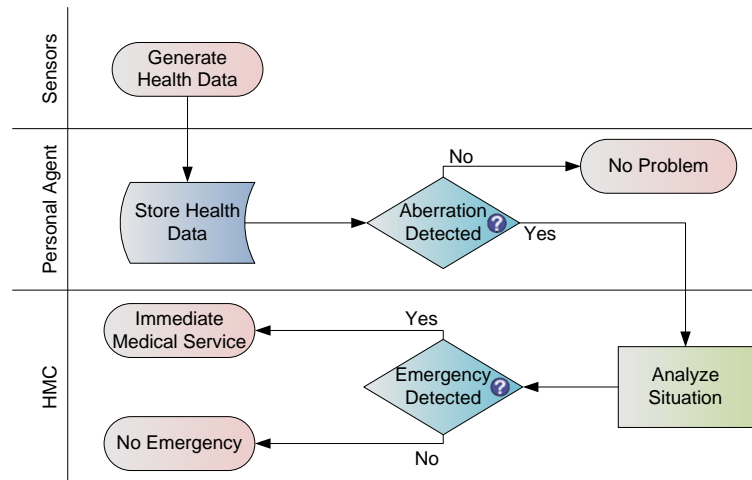 Sensors
Generate
Health Data
Personal Agent
Store Health
Data
Aberration
Detected ?
No
No Problem
Yes
HMC
Immediate
Medical Service
Yes
Emergency
Detected ?
Analyze
Situation
No Emergency
No